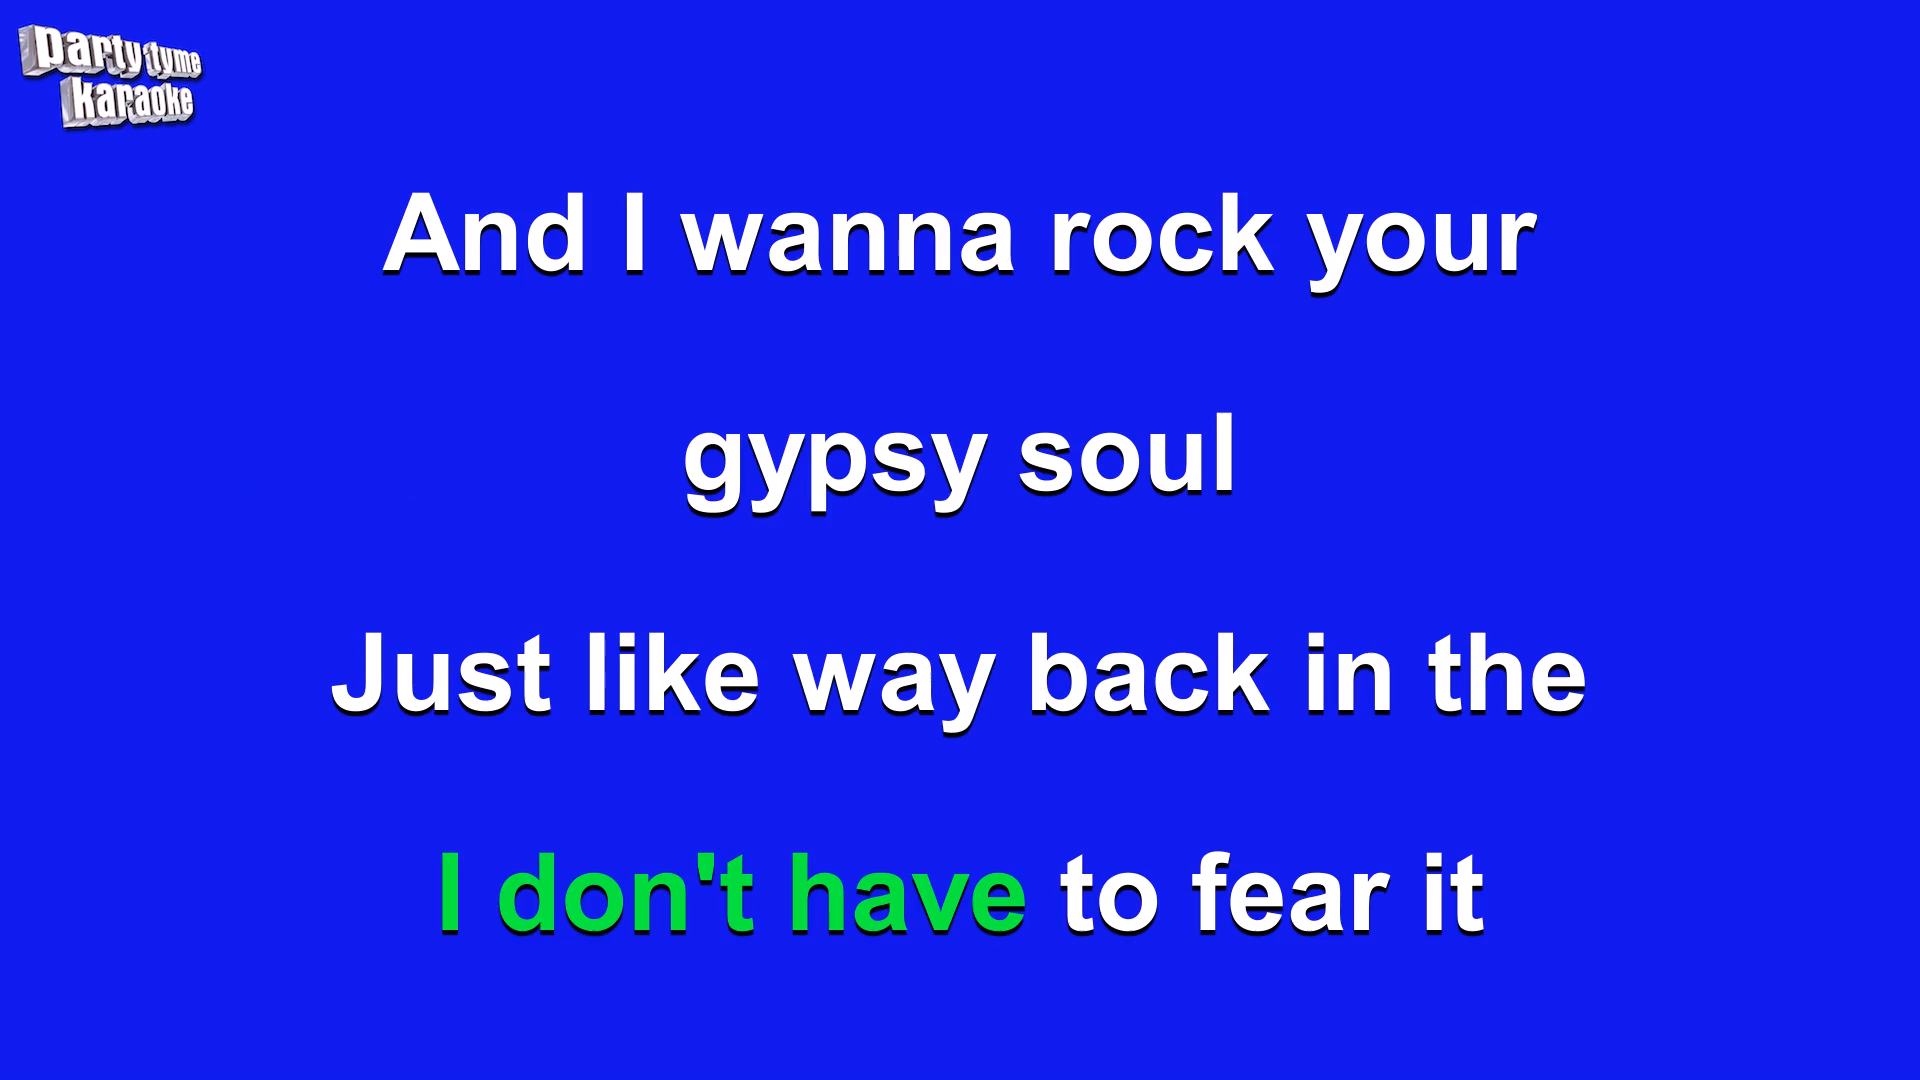 party tyme
karaoke
And I wanna rock your
gypsy soul
Just like way back in the
I don't have to fear it